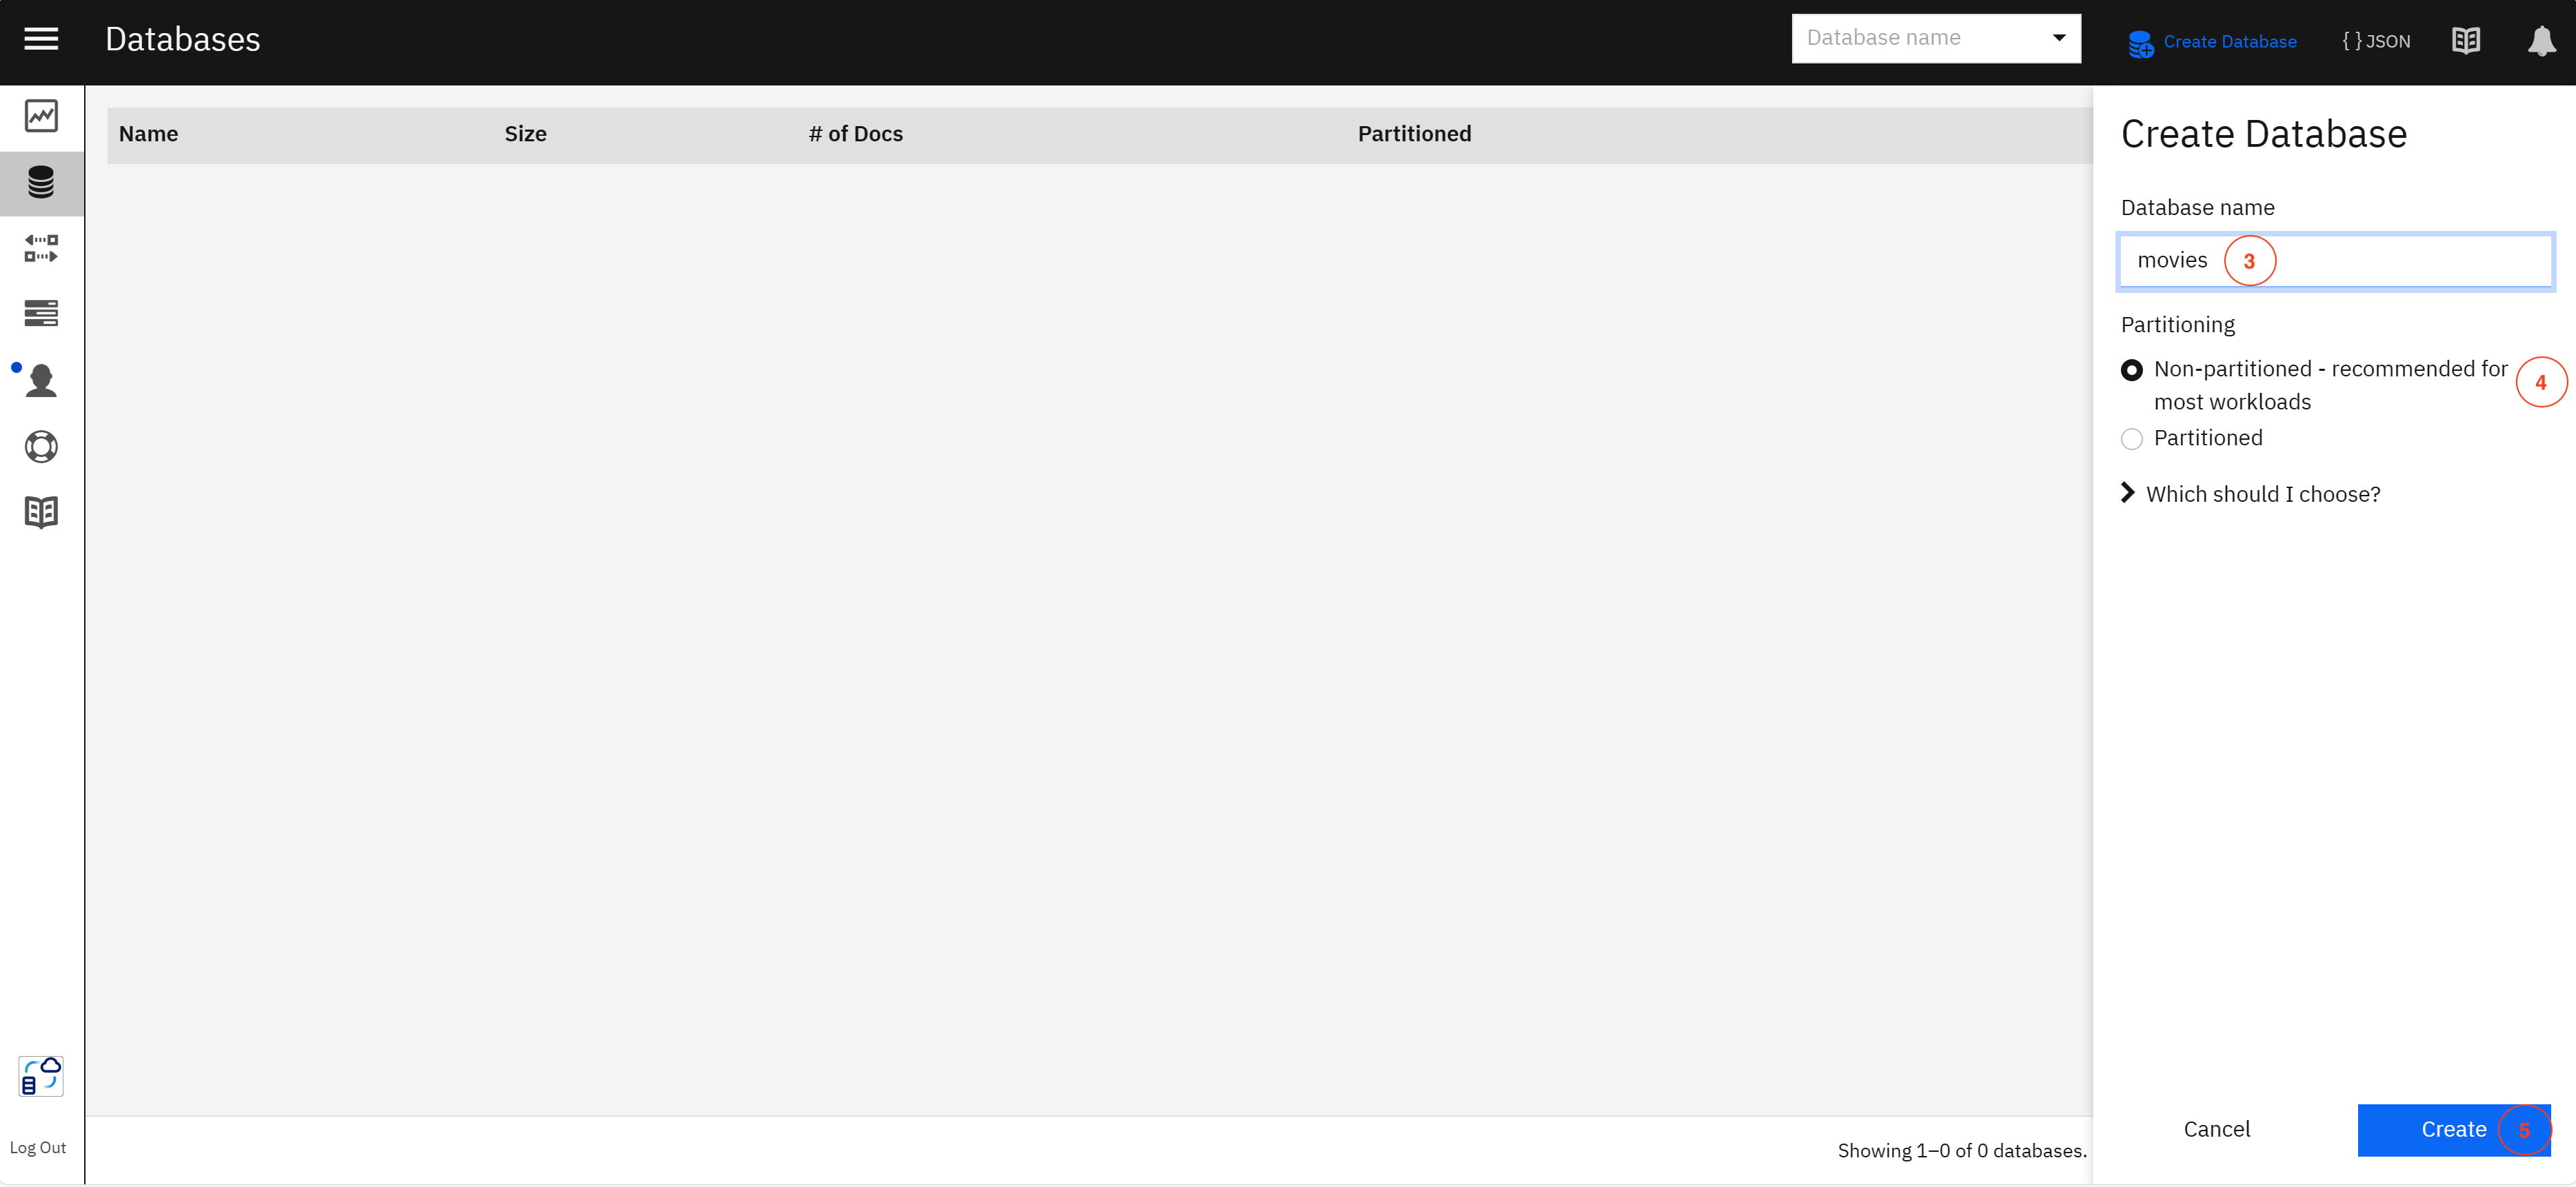 Databases
Database name
Create Database
{ } JSON
Name Size # of Docs Partitioned
Create Database
Database name
movies 3
Partitioning
Non-partitioned - recommended for
most workloads
4
Partitioned
Which should I choose?
Log Out
Showing 1–0 of 0 databases.
Cancel
Create 5